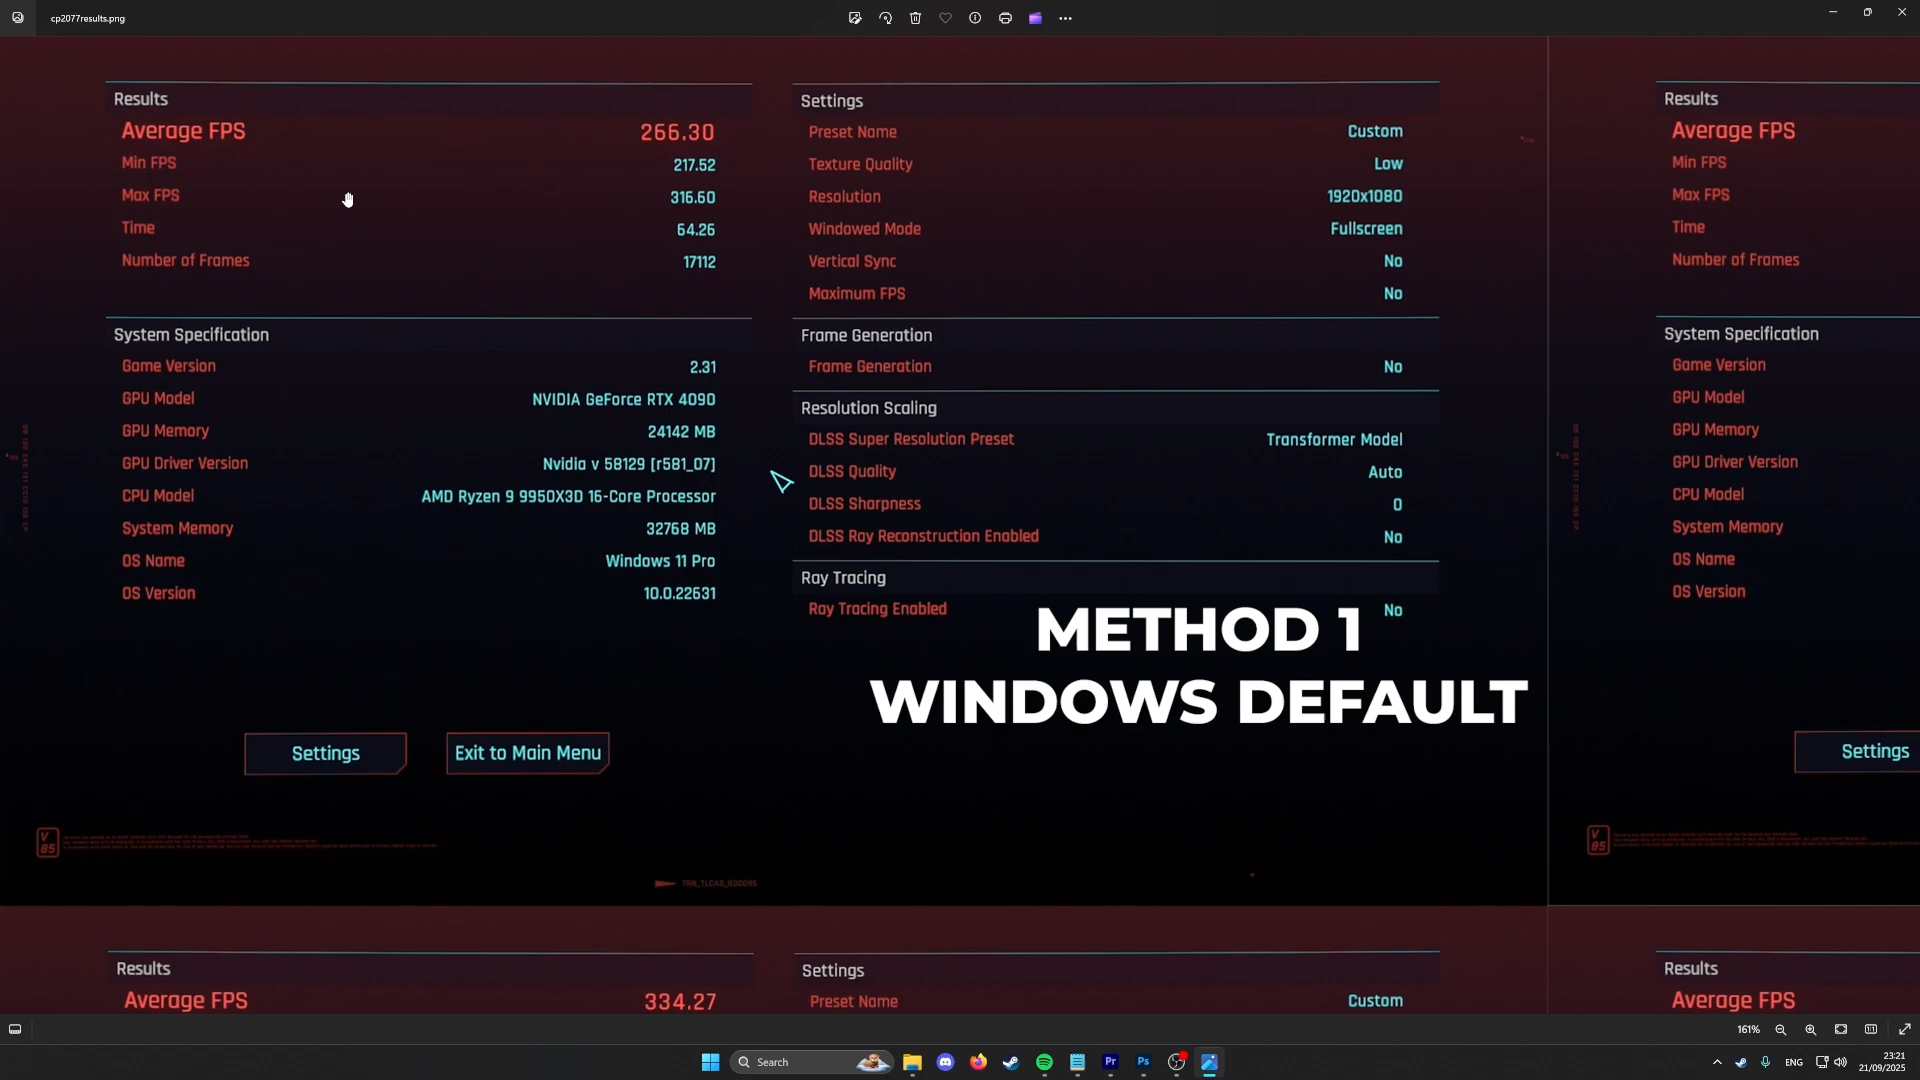 cp2077results.png
Results
Average FPS 266.30
Min FPS 217.52
Max FPS 316.60
Time 64.26
Number of Frames 17112
System Specification
Game Version 2.31
GPU Model NVIDIA GeForce RTX 4090
GPU Memory 24142 MB
GPU Driver Version Nvidia v 58129 [r581_07]
CPU Model AMD Ryzen 9 9950X3D 16-Core Processor
System Memory 32768 MB
OS Name Windows 11 Pro
OS Version 10.0.22631
Settings
Exit to Main Menu
Settings
Preset Name Custom
Texture Quality Low
Resolution 1920x1080
Windowed Mode Fullscreen
Vertical Sync No
Maximum FPS No
Frame Generation
Frame Generation No
Resolution Scaling
DLSS Super Resolution Preset Transformer Model
DLSS Quality Auto
DLSS Sharpness 0
DLSS Ray Reconstruction Enabled No
Ray Tracing
Ray Tracing Enabled No
METHOD 1
WINDOWS DEFAULT
Results
Average FPS
Min FPS
Max FPS
Time
Number of Frames
System Specification
Game Version
GPU Model
GPU Memory
GPU Driver Version
CPU Model
System Memory
OS Name
OS Version
Settings
V
85
V
85
Results
Average FPS 334.27
Settings
Preset Name Custom
Results
Average FPS
161%
Search
Pr
Ps
ENG
23:21
21/09/2025